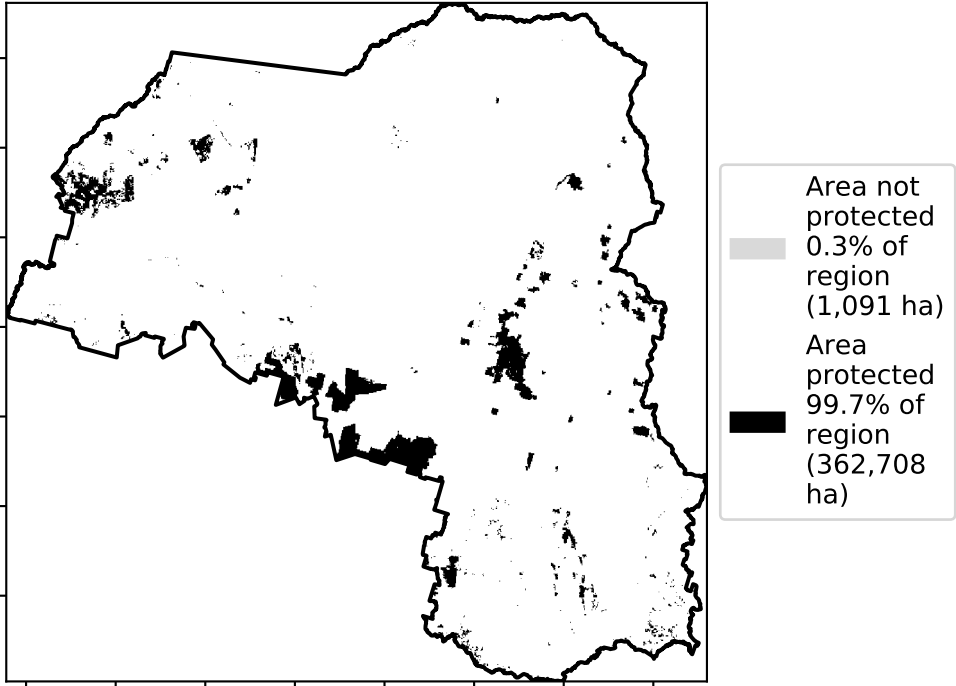 Area not
protected
0.3% of
region
(1,091 ha)
Area
protected
99.7% of
region
(362,708
ha)